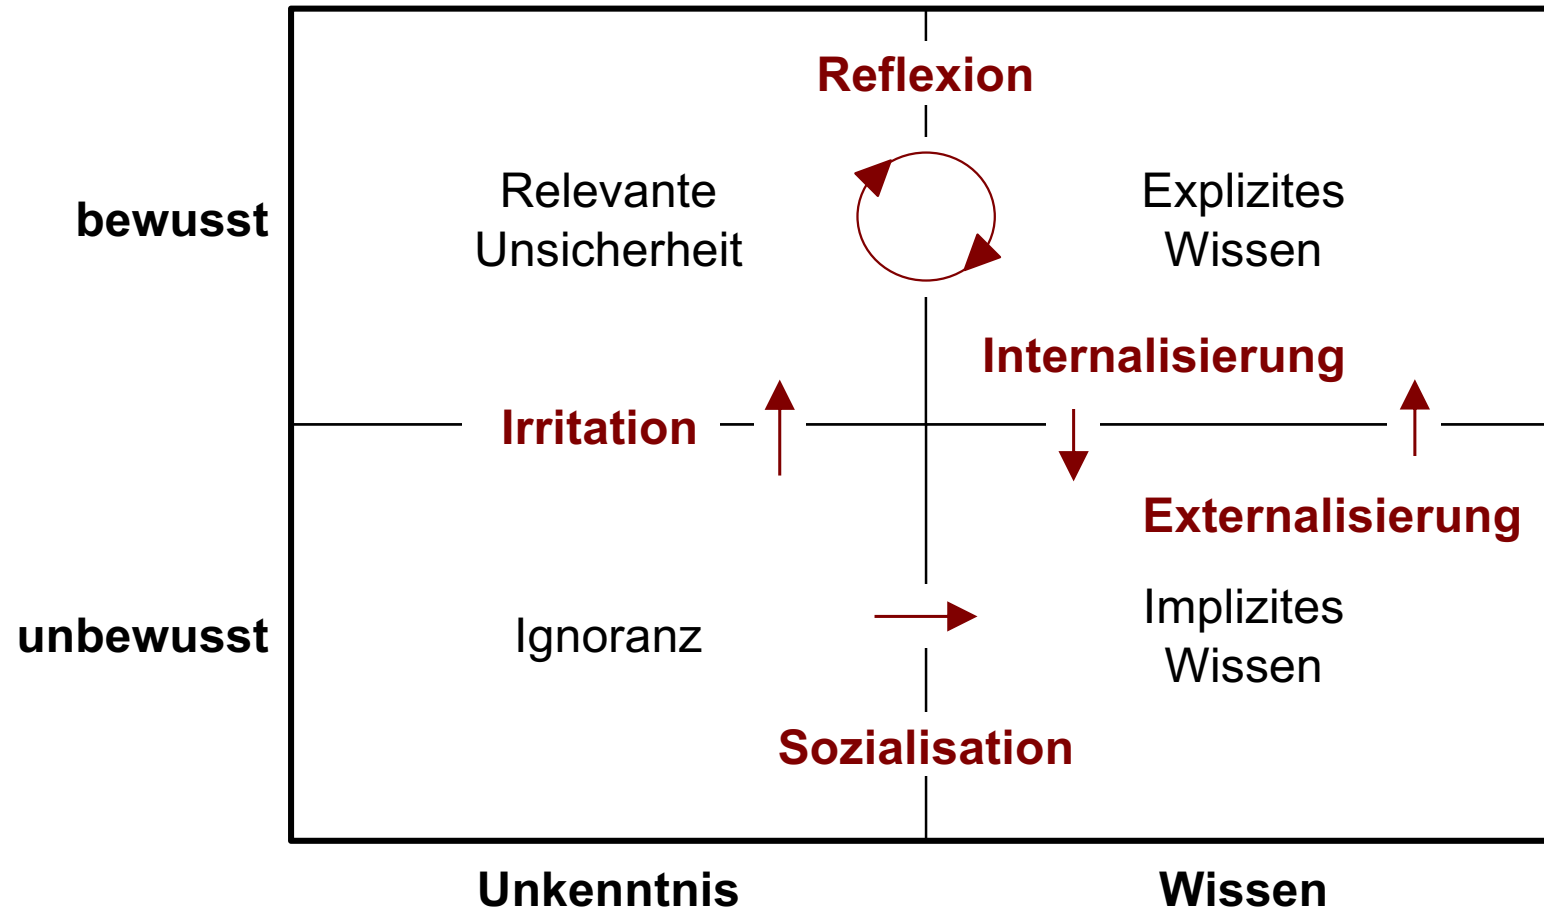 Reflexion
bewusst
Relevante
Unsicherheit
Explizites
Wissen
Internalisierung
Irritation
Externalisierung
unbewusst
Ignoranz
Implizites
Wissen
Sozialisation
Unkenntnis
Wissen